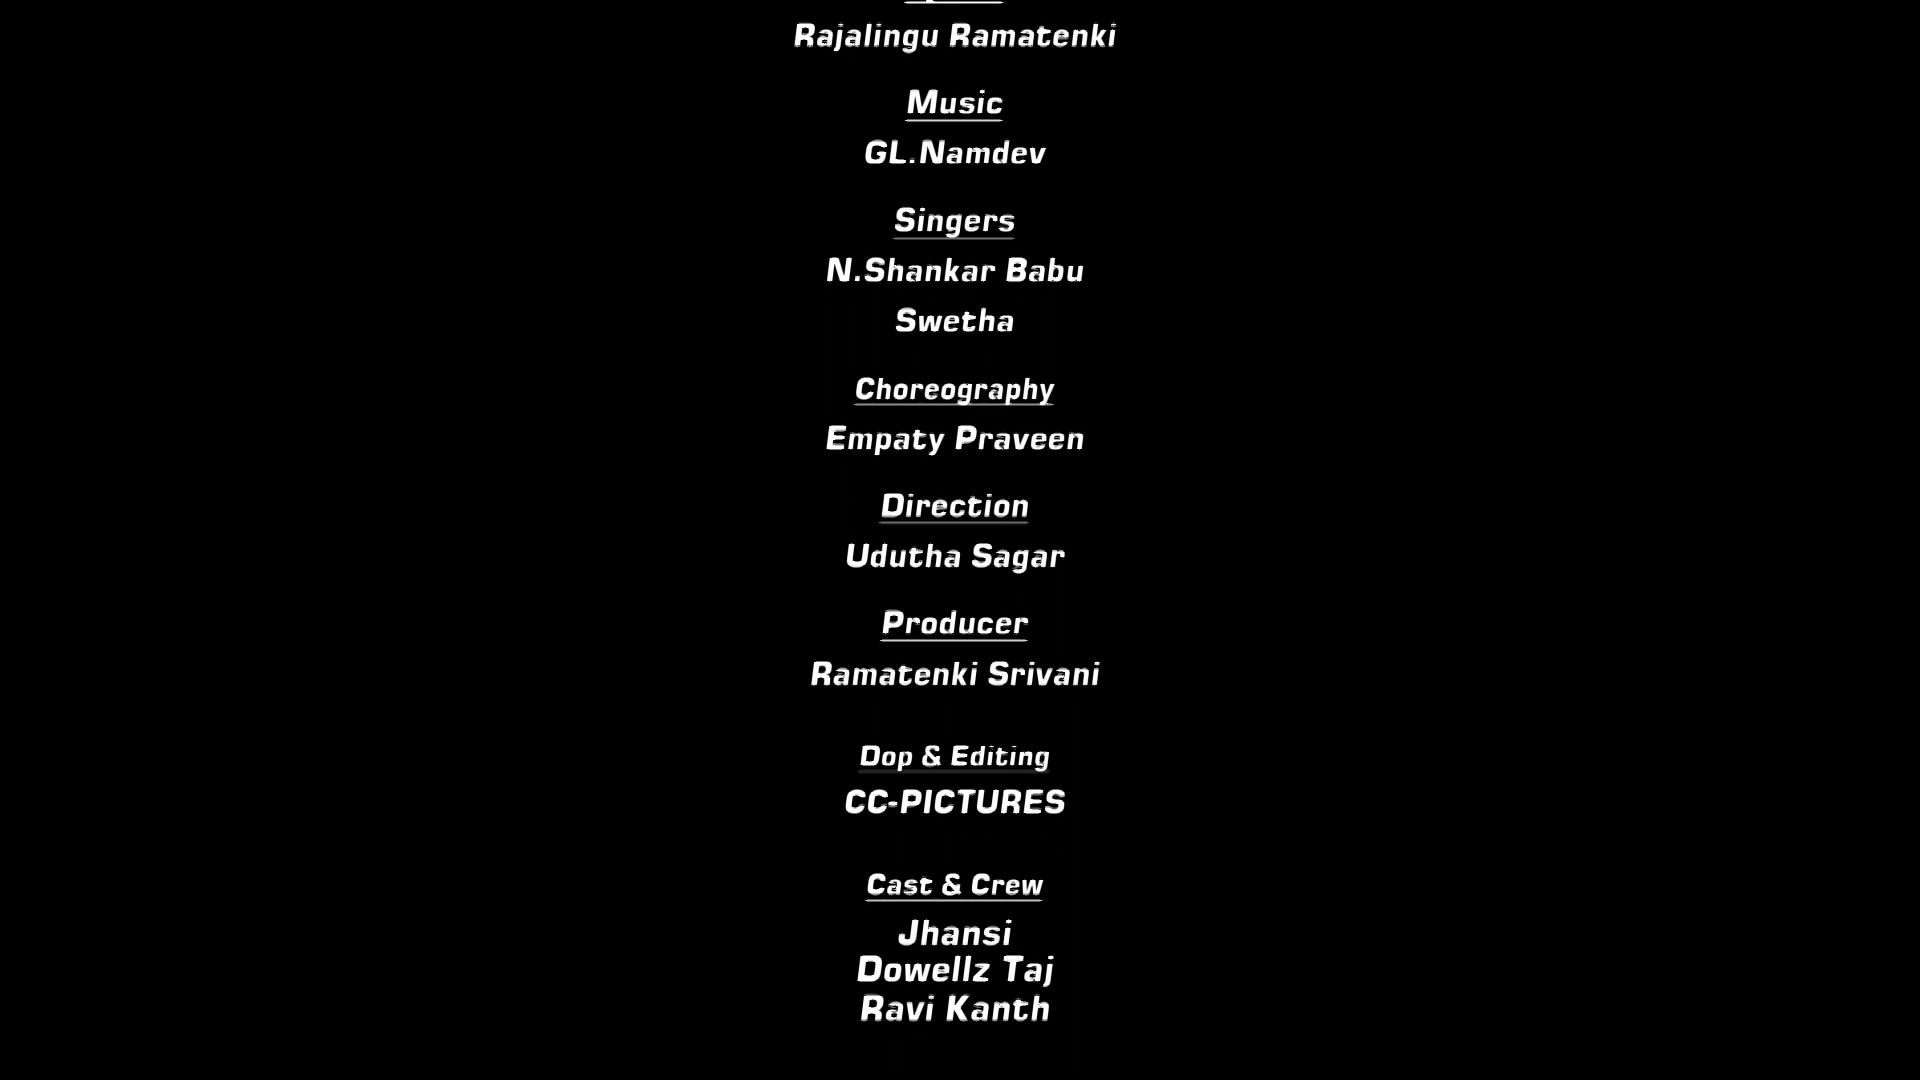 Rajalingu Ramatenki
Music
GL.Namdev
Singers
N.Shankar Babu
Swetha
Choreography
Empaty Praveen
Direction
Udutha Sagar
Producer
Ramatenki Srivani
Dop & Editing
CC-PICTURES
Cast & Crew
Jhansi
Dowellz Taj
Ravi Kanth